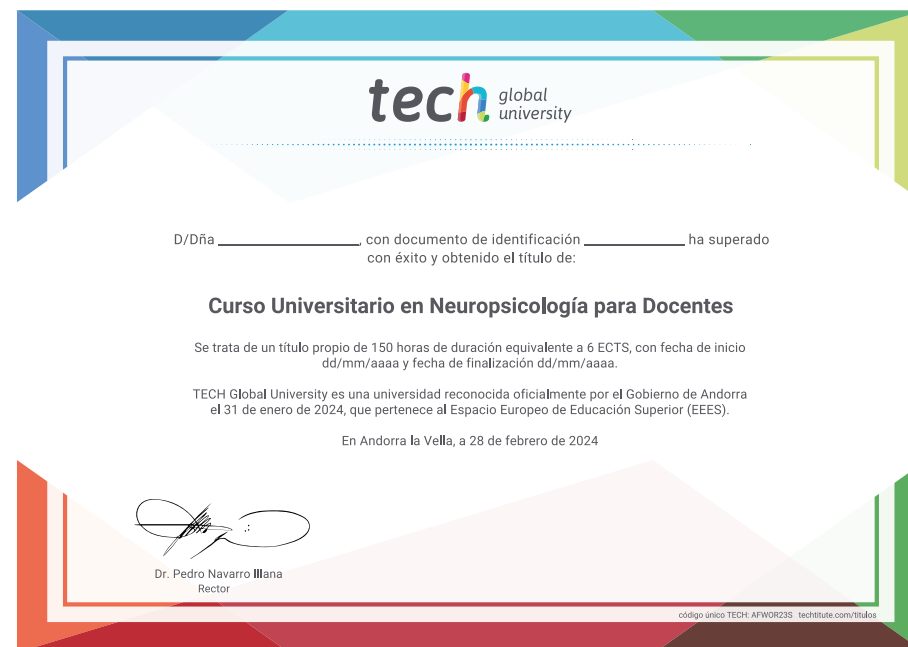 tech global university
D/Dña ____________________, con documento de identificación ______________ ha superado
con éxito y obtenido el título de:
Curso Universitario en Neuropsicología para Docentes
Se trata de un título propio de 150 horas de duración equivalente a 6 ECTS, con fecha de inicio
dd/mm/aaaa y fecha de finalización dd/mm/aaaa.
TECH Global University es una universidad reconocida oficialmente por el Gobierno de Andorra
el 31 de enero de 2024, que pertenece al Espacio Europeo de Educación Superior (EEES).
En Andorra la Vella, a 28 de febrero de 2024
Dr. Pedro Navarro Illana
Rector
código único TECH: AFWOR23S techtitute.com/titulos